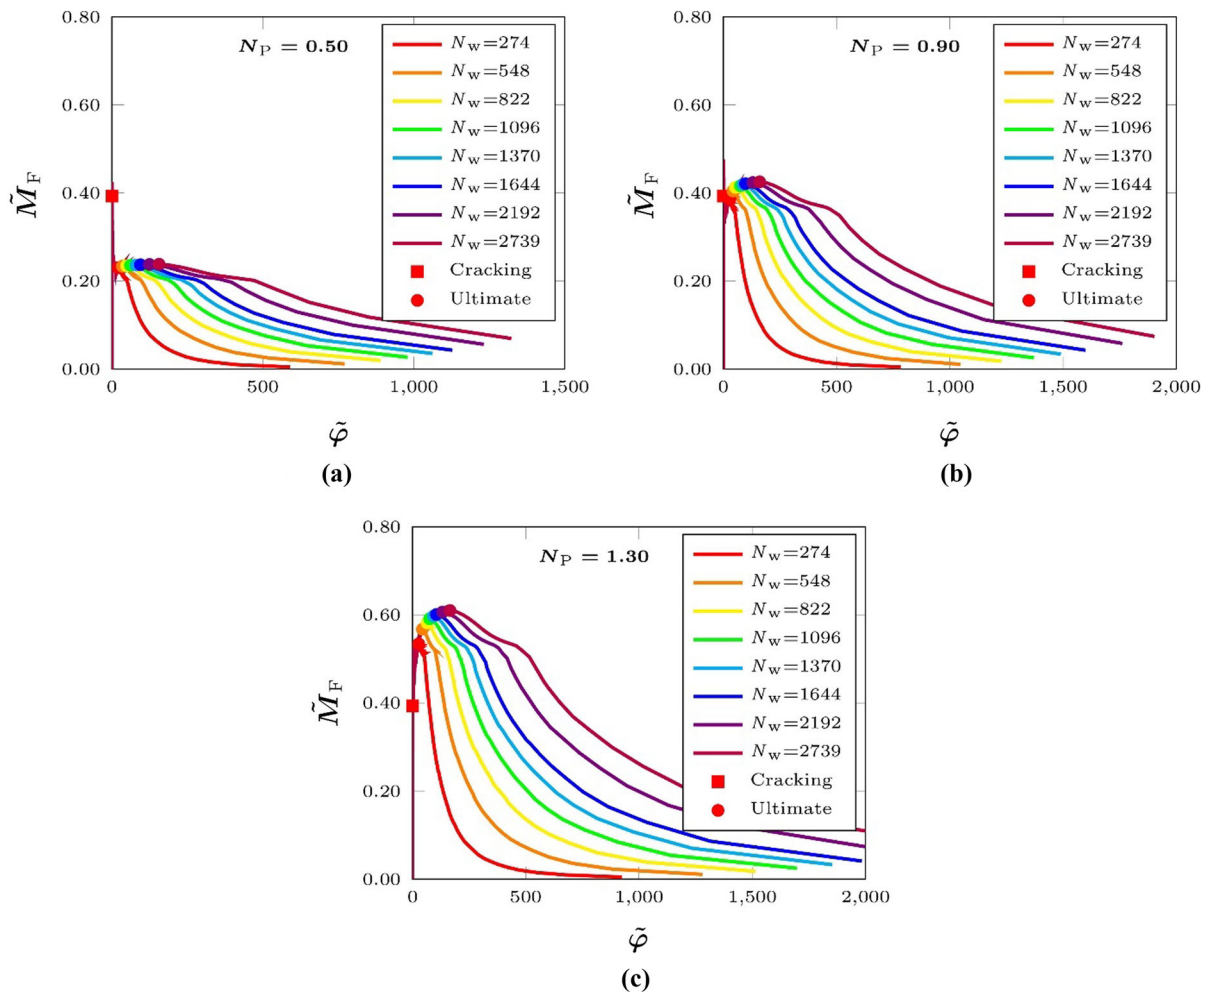 0.80
0.60
0.40
0.20
0.00
M̃_F
N_P = 0.50
N_w=274
N_w=548
N_w=822
N_w=1096
N_w=1370
N_w=1644
N_w=2192
N_w=2739
Cracking
Ultimate
0 500 1,000 1,500
φ̃
(a)
0.80
0.60
0.40
0.20
0.00
M̃_F
N_P = 0.90
N_w=274
N_w=548
N_w=822
N_w=1096
N_w=1370
N_w=1644
N_w=2192
N_w=2739
Cracking
Ultimate
0 500 1,000 1,500 2,000
φ̃
(b)
0.80
0.60
0.40
0.20
0.00
M̃_F
N_P = 1.30
N_w=274
N_w=548
N_w=822
N_w=1096
N_w=1370
N_w=1644
N_w=2192
N_w=2739
Cracking
Ultimate
0 500 1,000 1,500 2,000
φ̃
(c)